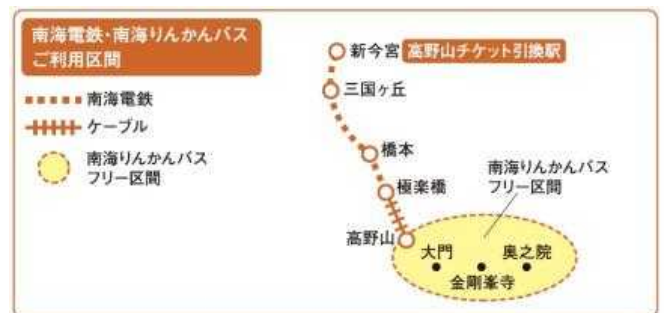 南海電鉄・南海りんかんバス
ご利用区間
南海電鉄
ケーブル
南海りんかんバス
フリー区間
新今宮 高野山チケット引換駅
三国ヶ丘
橋本
極楽橋
高野山
南海りんかんバス
フリー区間
大門
奥之院
金剛峯寺